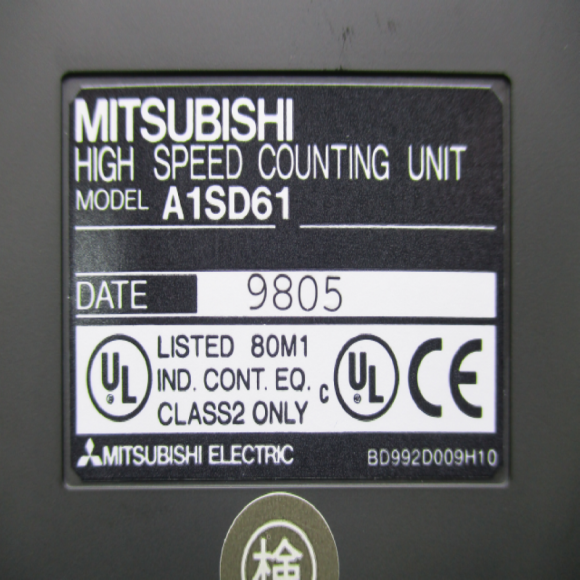 MITSUBISHI
HIGH SPEED COUNTING UNIT
MODEL A1SD61
DATE 9805
UL LISTED 80M1
IND. CONT. EQ.
CLASS2 ONLY
c UL CE
MITSUBISHI ELECTRIC BD992D009H10
検